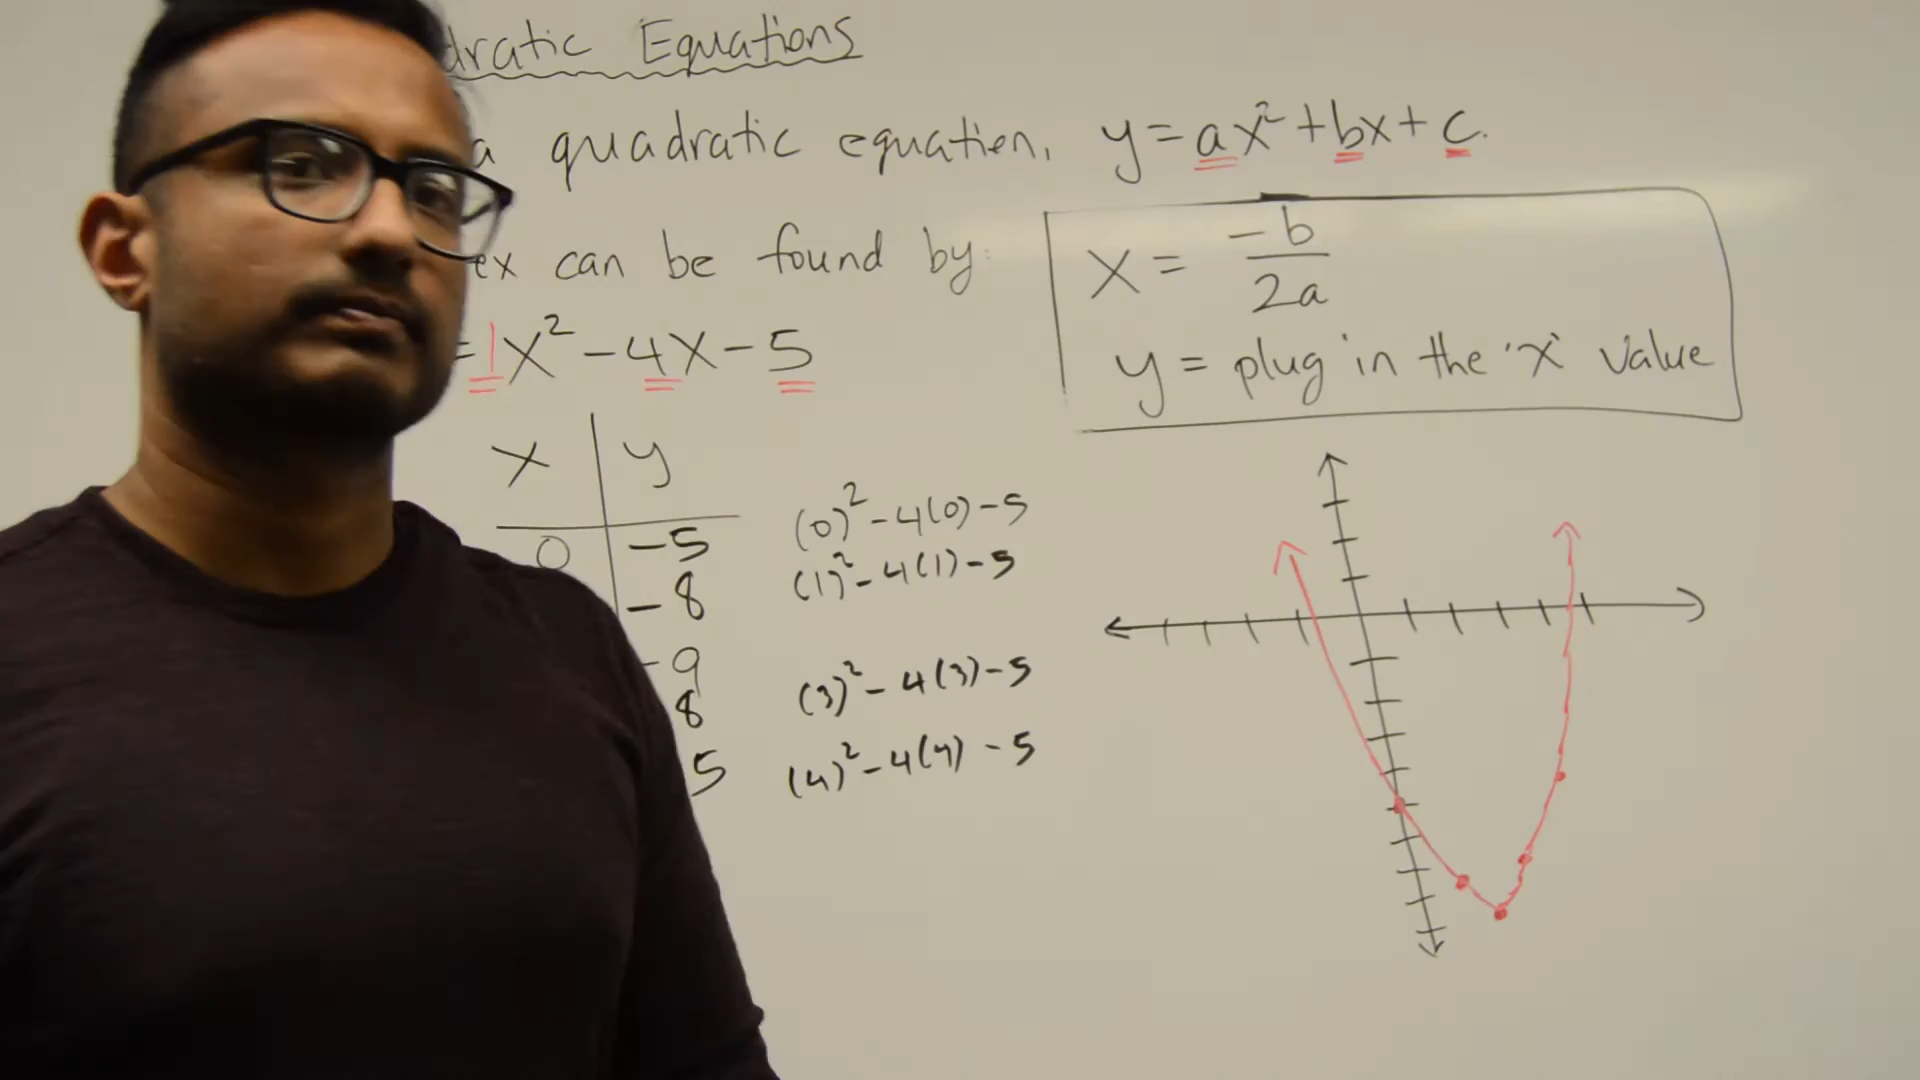 Equations
a quadratic equation, y=ax²+bx+c.
can be found by:
x = -b/2a
y = plug in the 'x' value
=1x²-4x-5
x | y
0 | -5 (0)²-4(0)-5
-8 (1)²-4(1)-5
-9
8 (3)²-4(3)-5
5 (4)²-4(4)-5